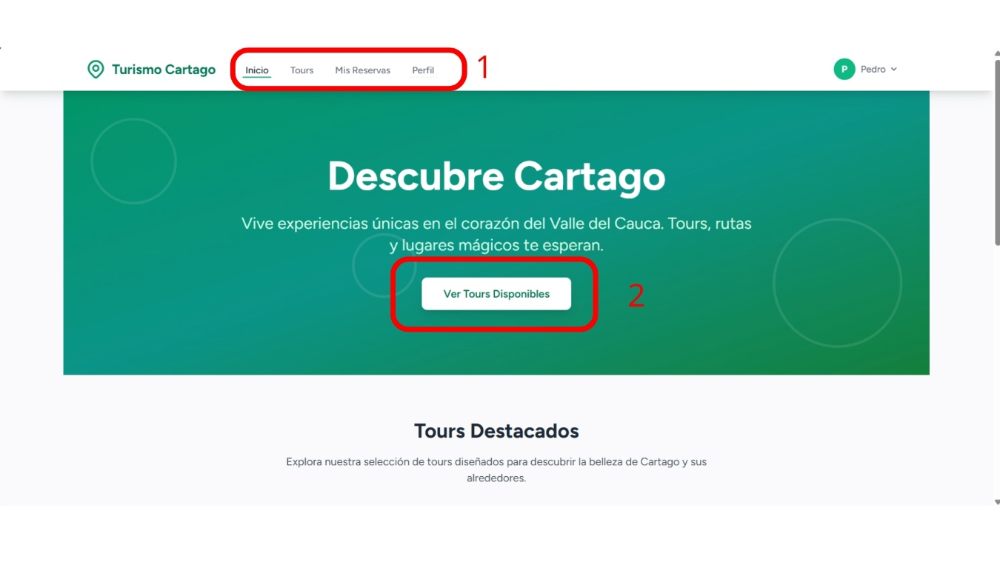 Turismo Cartago Inicio Tours Mis Reservas Perfil 1 P Pedro
Descubre Cartago
Vive experiencias únicas en el corazón del Valle del Cauca. Tours, rutas
y lugares mágicos te esperan.
Ver Tours Disponibles 2
Tours Destacados
Explora nuestra selección de tours diseñados para descubrir la belleza de Cartago y sus
alrededores.